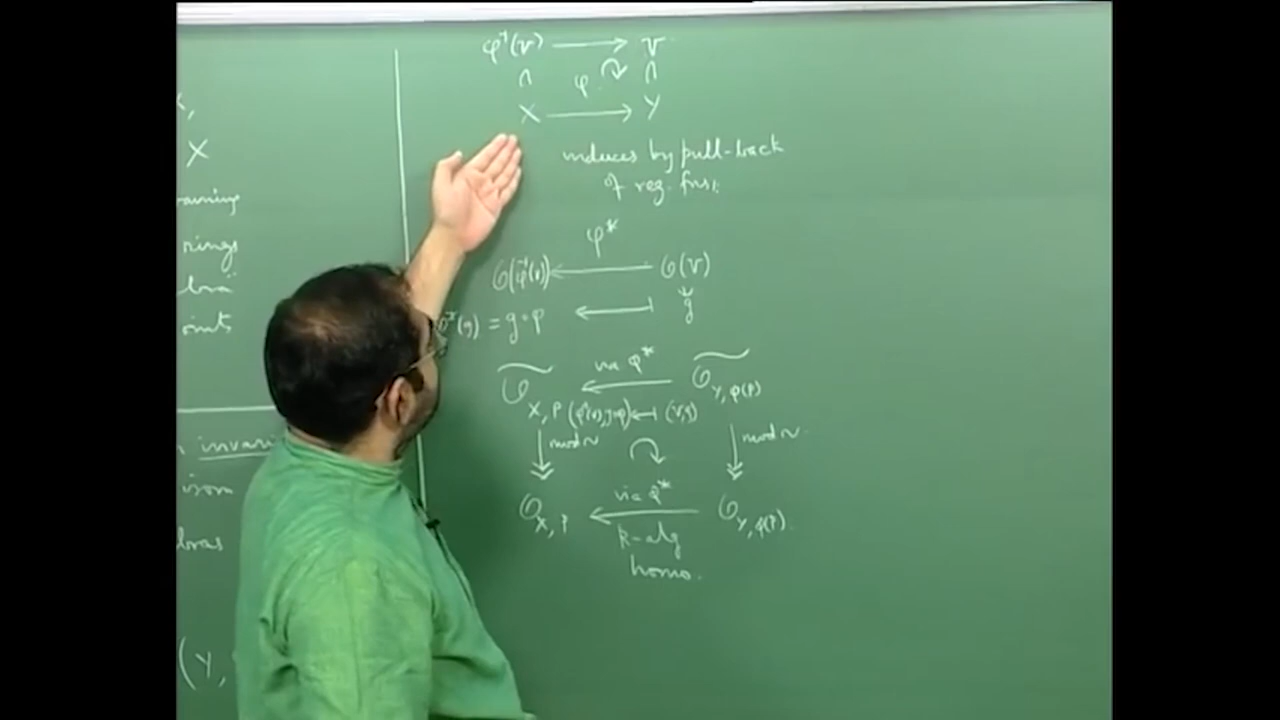 X
rings
invari
(Y,
φ⁻¹(V) ⟶ V
∩ φ ∩
X ⟶ Y
induces by pull-back
of reg. fns.
φ*
O(φ⁻¹(V)) ⟵ O(V)
g
*(g) = g∘φ ⟻
Õ_{X,P} ⟵ via φ* Õ_{Y,φ(P)}
(φ⁻¹(V), g∘φ) ⟻ (V,g)
mod ~ mod ~
O_{X,P} ⟵ via φ* O_{Y,φ(P)}
k-alg
homo.